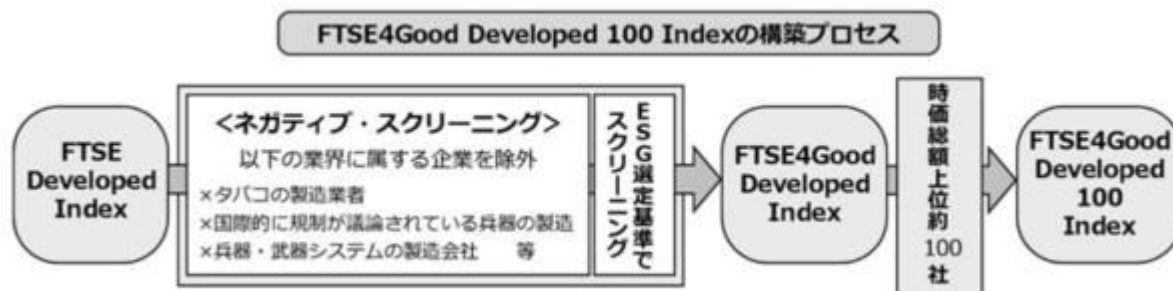 FTSE4Good Developed 100 Indexの構築プロセス
FTSE
Developed
Index
<ネガティブ・スクリーニング>
以下の業界に属する企業を除外
×タバコの製造業者
×国際的に規制が議論されている兵器の製造
×兵器・武器システムの製造会社 等
ESG選定基準で
スクリーニング
FTSE4Good
Developed
Index
時価総額上位約100社
FTSE4Good
Developed
100
Index